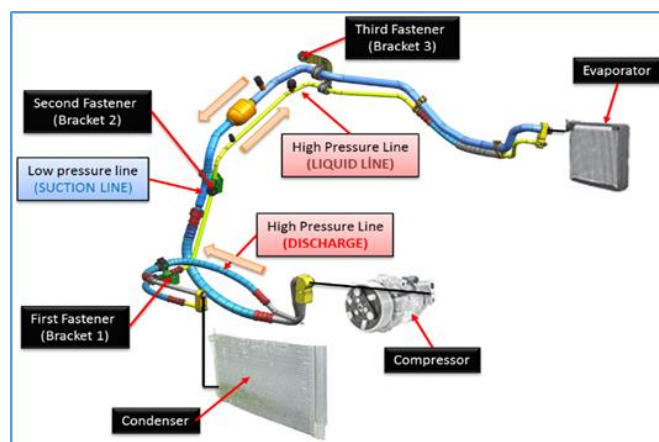 Third Fastener
(Bracket 3)
Evaporator
Second Fastener
(Bracket 2)
High Pressure Line
(LIQUID LİNE)
Low pressure line
(SUCTION LINE)
High Pressure Line
(DISCHARGE)
First Fastener
(Bracket 1)
Compressor
Condenser